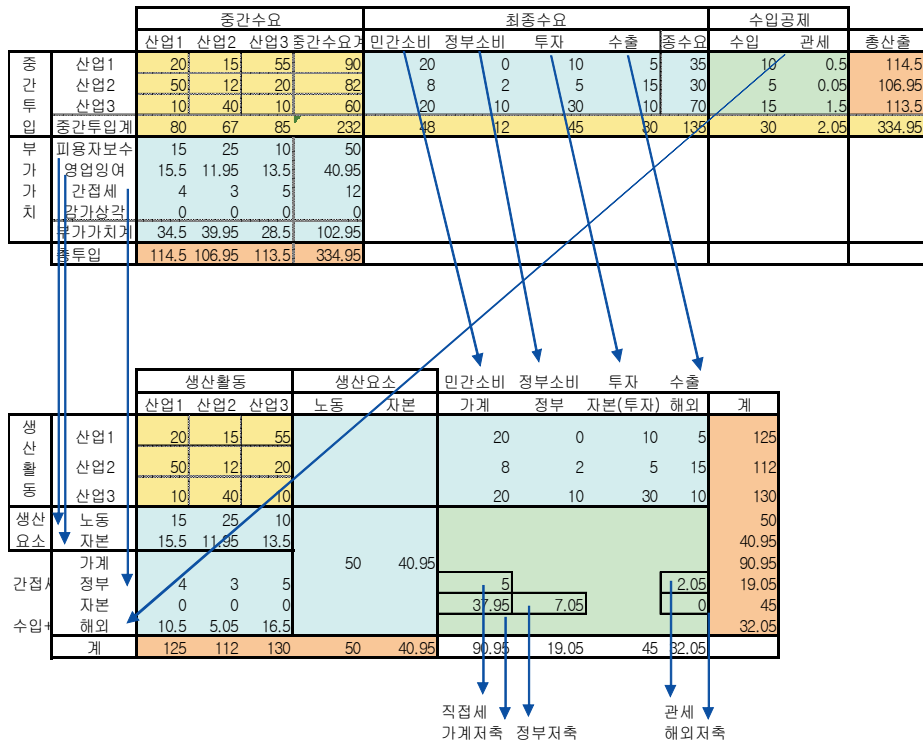 중간수요 최종수요 수입공제
산업1 산업2 산업3 중간수요계 민간소비 정부소비 투자 수출 종수요 수입 관세 총산출
중 산업1 20 15 55 90 20 0 10 5 35 10 0.5 114.5
간 산업2 50 12 20 82 8 2 5 15 30 5 0.05 106.95
투 산업3 10 40 10 60 20 10 30 10 70 15 1.5 113.5
입 중간투입계 80 67 85 232 48 12 45 30 135 30 2.05 334.95
부 피용자보수 15 25 10 50
가 영업잉여 15.5 11.95 13.5 40.95
가 간접세 4 3 5 12
치 감가상각 0 0 0 0
부가가치계 34.5 39.95 28.5 102.95
총투입 114.5 106.95 113.5 334.95
민간소비 정부소비 투자 수출
생산활동 생산요소
산업1 산업2 산업3 노동 자본 가계 정부 자본(투자) 해외 계
생산활동 산업1 20 15 55 20 0 10 5 125
산업2 50 12 20 8 2 5 15 112
산업3 10 40 10 20 10 30 10 130
생산 노동 15 25 10 50
요소 자본 15.5 11.95 13.5 40.95
가계 50 40.95 90.95
간접세 정부 4 3 5 5 2.05 19.05
자본 0 0 0 37.95 7.05 0 45
수입+ 해외 10.5 5.05 16.5 32.05
계 125 112 130 50 40.95 90.95 19.05 45 32.05
직접세 관세
가계저축 정부저축 해외저축